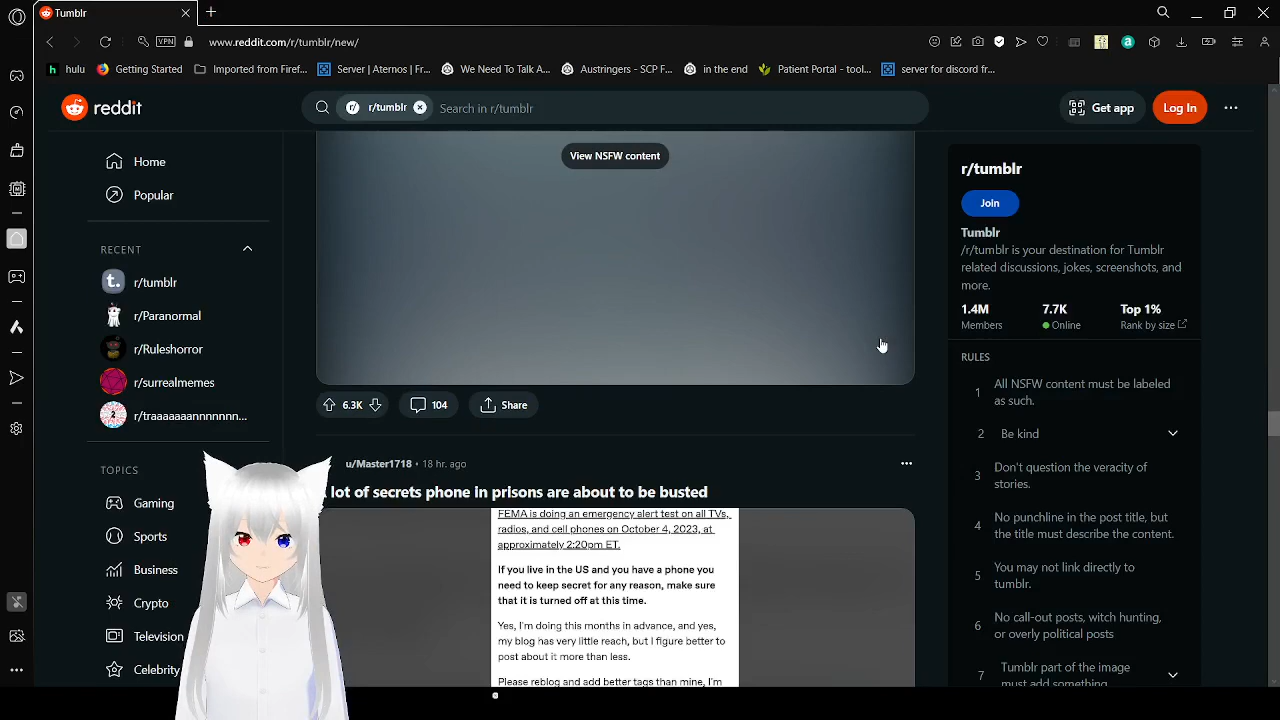 Tumblr
VPN
www.reddit.com/r/tumblr/new/
hulu
Getting Started
Imported from Firef...
Server | Aternos | Fr...
We Need To Talk A...
Austringers - SCP F...
in the end
Patient Portal - tool...
server for discord fr...
reddit
r/ r/tumblr
Search in r/tumblr
Get app
Log In
Home
Popular
RECENT
r/tumblr
r/Paranormal
r/Ruleshorror
r/surrealmemes
r/traaaaaaannnnnnn...
TOPICS
Gaming
Sports
Business
Crypto
Television
Celebrity
View NSFW content
6.3K
104
Share
u/Master1718 • 18 hr. ago
lot of secrets phone in prisons are about to be busted
FEMA is doing an emergency alert test on all TVs,
radios, and cell phones on October 4, 2023, at
approximately 2:20pm ET.
If you live in the US and you have a phone you
need to keep secret for any reason, make sure
that it is turned off at this time.
Yes, I'm doing this months in advance, and yes,
my blog has very little reach, but I figure better to
post about it more than less.
Please reblog and add better tags than mine, I'm
r/tumblr
Join
Tumblr
/r/tumblr is your destination for Tumblr
related discussions, jokes, screenshots, and
more.
1.4M
Members
7.7K
Online
Top 1%
Rank by size
RULES
1 All NSFW content must be labeled
as such.
2 Be kind
3 Don't question the veracity of
stories.
4 No punchline in the post title, but
the title must describe the content.
5 You may not link directly to
tumblr.
6 No call-out posts, witch hunting,
or overly political posts
7 Tumblr part of the image
must add something